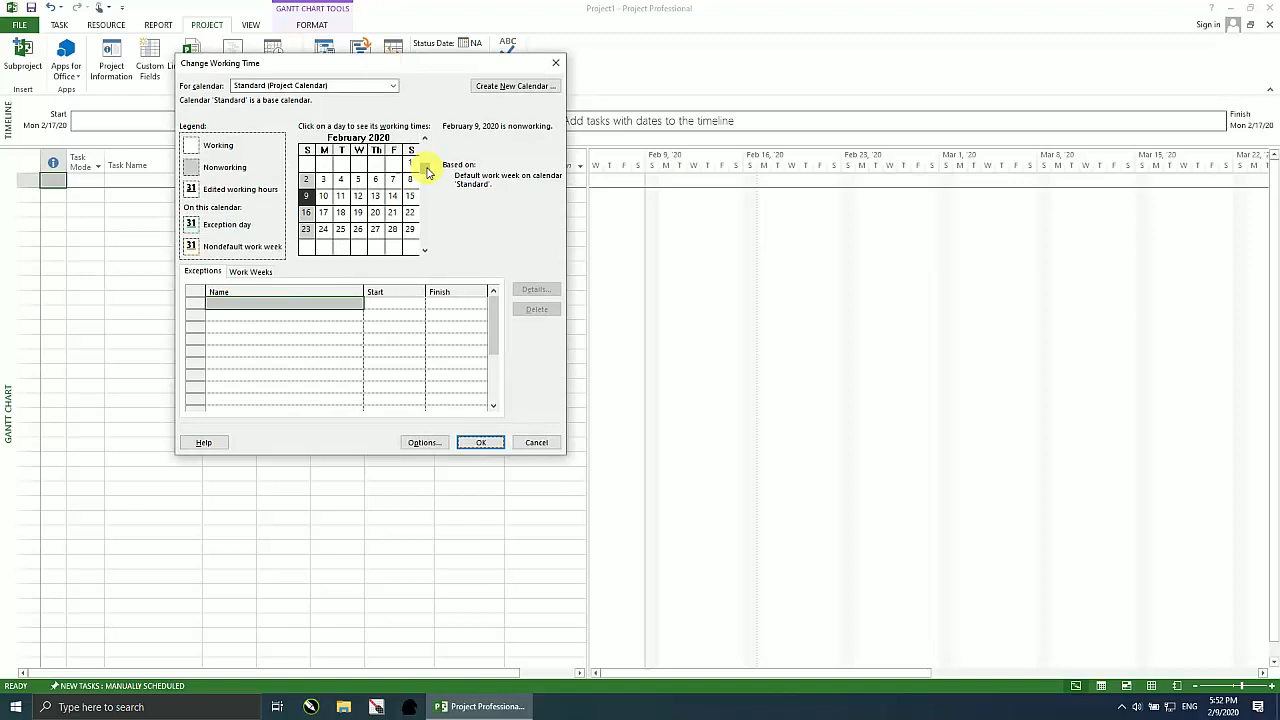 GANTT CHART TOOLS
Project1 - Project Professional
FILE TASK RESOURCE REPORT PROJECT VIEW FORMAT
Sign in
Subproject
Apps for Office
Project Information
Custom Fields
Status Date: NA
ABC
Insert Apps
Change Working Time
For calendar: Standard (Project Calendar)
Create New Calendar ...
Calendar 'Standard' is a base calendar.
TIMELINE
Start
Mon 2/17/20
Add tasks with dates to the timeline
Finish
Mon 2/17/20
Legend:
Working
Nonworking
31 Edited working hours
On this calendar:
31 Exception day
31 Nondefault work week
Click on a day to see its working times:
February 2020
S M T W Th F S
1
2 3 4 5 6 7 8
9 10 11 12 13 14 15
16 17 18 19 20 21 22
23 24 25 26 27 28 29
February 9, 2020 is nonworking.
Based on:
Default work week on calendar
'Standard'.
Exceptions Work Weeks
Name Start Finish
Details...
Delete
Help Options... OK Cancel
Task Mode
Task Name
Feb 9, '20 Feb 16, '20 Feb 23, '20 Mar 1, '20 Mar 8, '20 Mar 15, '20 Mar 22, '20
W T F S S M T W T F S S M T W T F S S M T W T F S S M T W T F S S M T W T F S S M T W T F S S M T
GANTT CHART
READY NEW TASKS : MANUALLY SCHEDULED
Type here to search
Project Professiona...
ENG
5:52 PM
2/9/2020